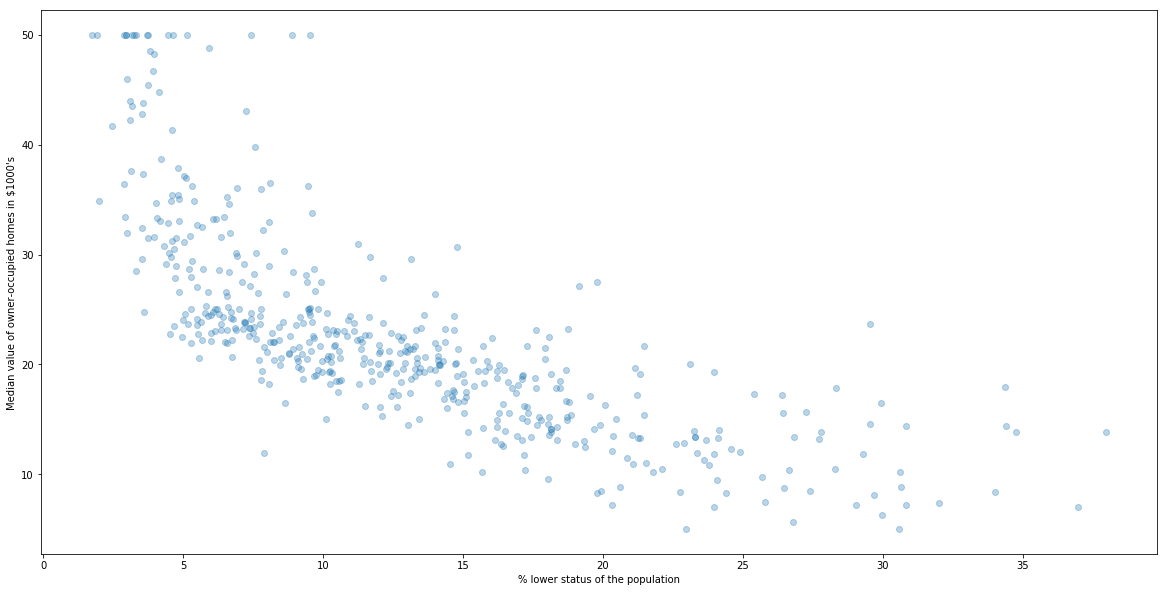 50
40
30
20
10
Median value of owner-occupied homes in $1000's
0 5 10 15 20 25 30 35
% lower status of the population